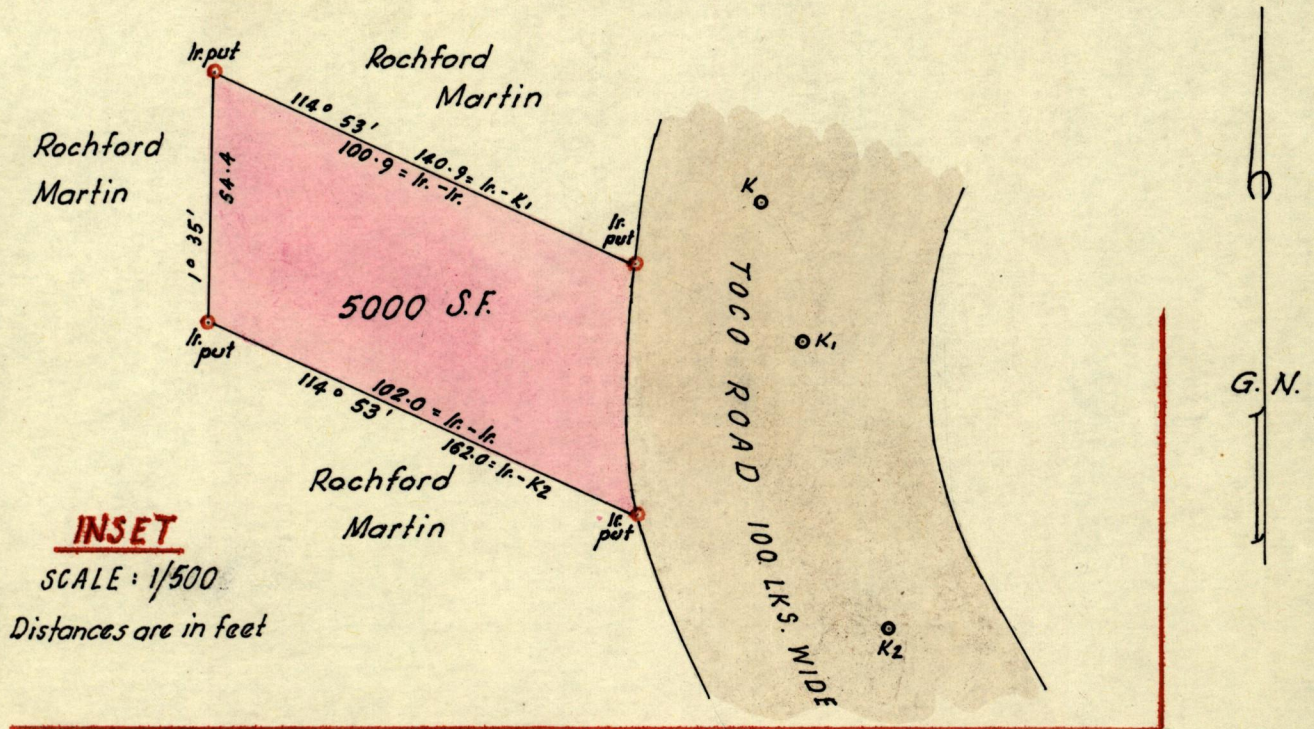 Ir. put
Rochford
Martin
Rochford
Martin
114° 53'
100.9 = Ir.-Ir.
140.9 = Ir.-K1
54.4
1° 35'
Ir.
put
K
TOCO ROAD 100 LKS. WIDE
K1
5000 S.F.
Ir.
put
G. N.
114° 53'
102.0 = Ir.-Ir.
162.0 = Ir.-K2
Rochford
Martin
Ir.
put
INSET
SCALE : 1/500
Distances are in feet
K2